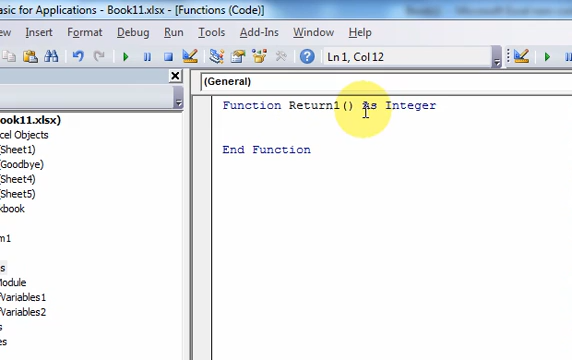 asic for Applications - Book11.xlsx - [Functions (Code)]
ew Insert Format Debug Run Tools Add-Ins Window Help
Ln 1, Col 12
(General)
ook11.xlsx)
Function Return1() As Integer
cel Objects
(Sheet1)
End Function
(Goodbye)
(Sheet4)
(Sheet5)
kbook
m1
s
Module
fVariables1
fVariables2
s
es